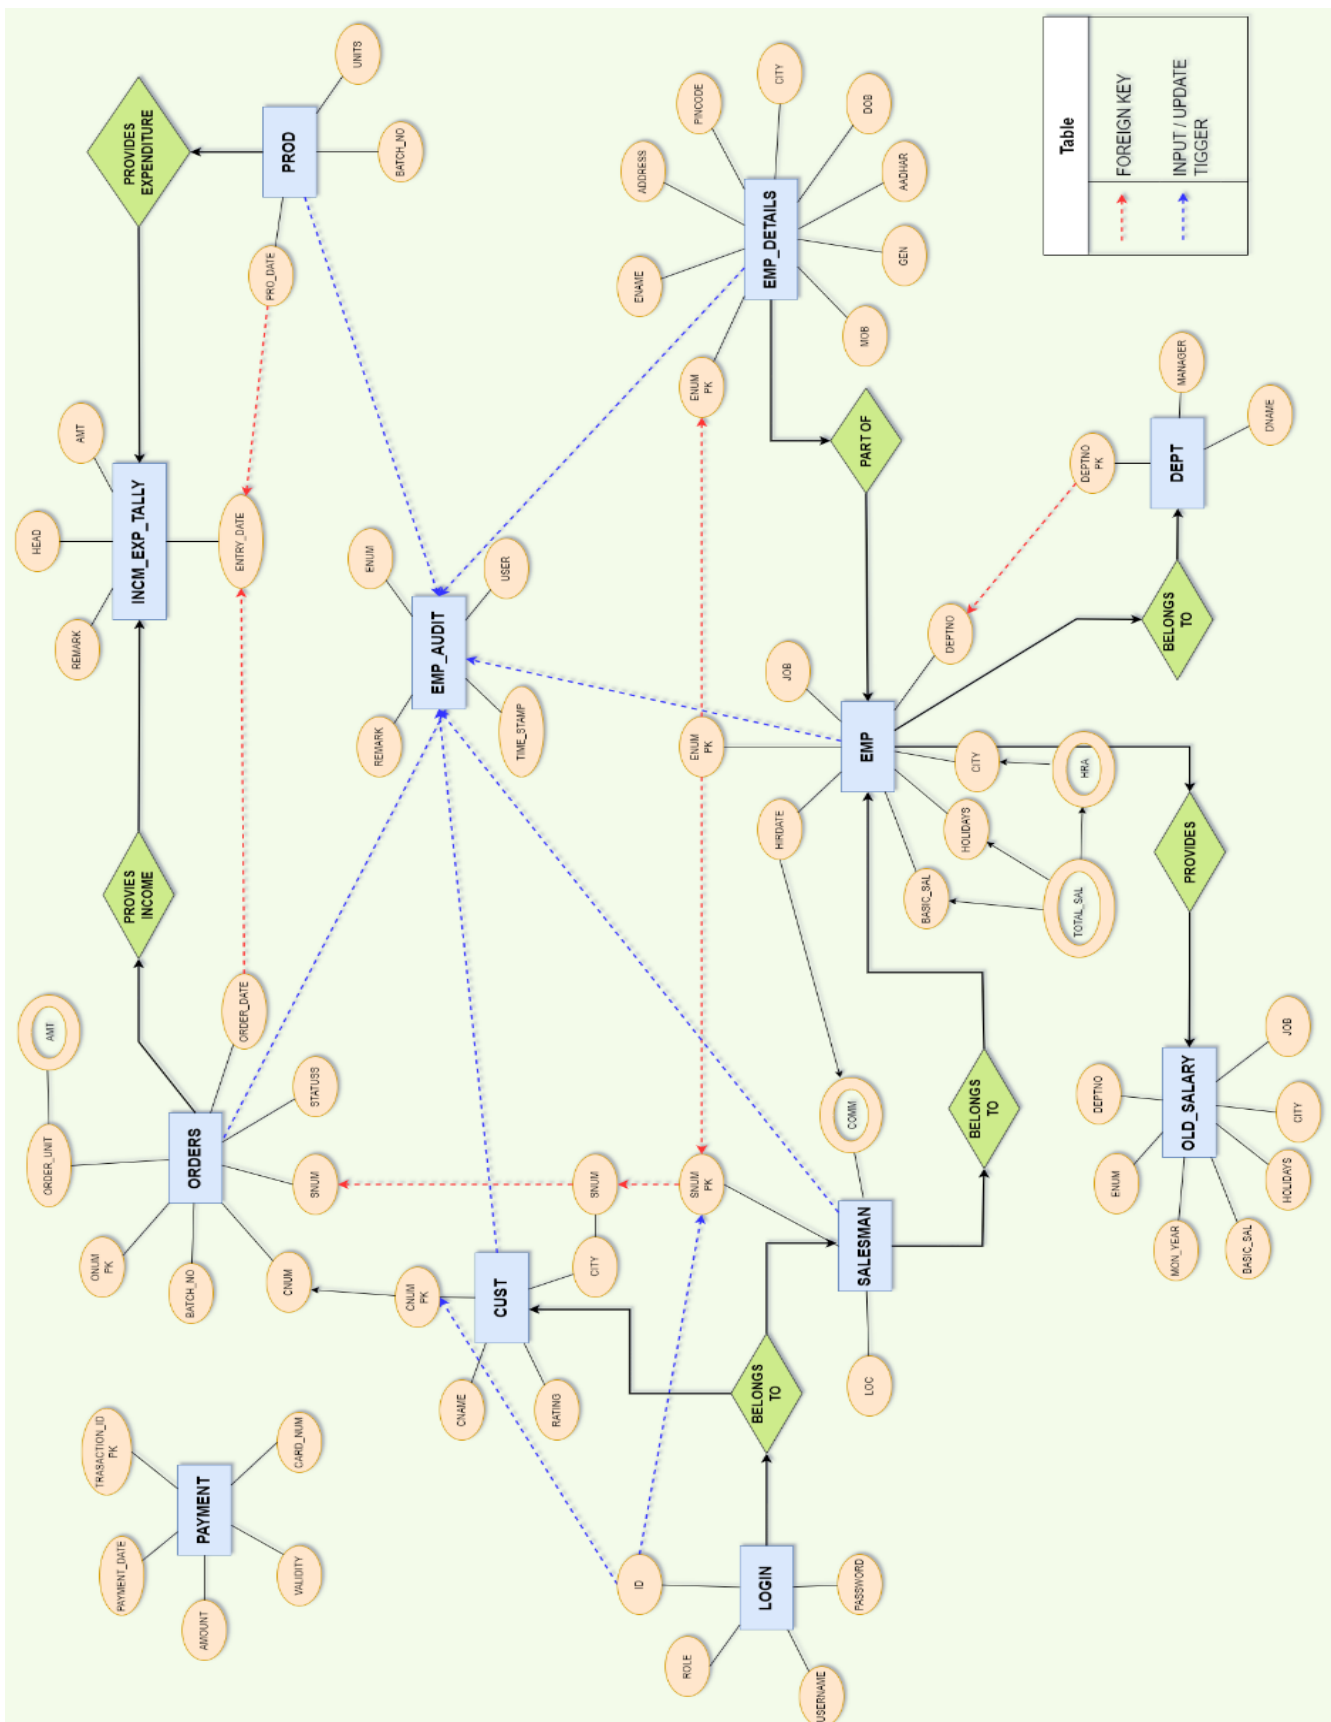 PAYMENT
TRASACTION_ID
PK
PAYMENT_DATE
AMOUNT
VALIDITY
CARD_NUM
ORDERS
ONUM
PK
ORDER_UNIT
AMT
BATCH_NO
CNUM
SNUM
STATUSS
ORDER_DATE
PROVIES
INCOME
INCM_EXP_TALLY
REMARK
HEAD
AMT
ENTRY_DATE
PROVIDES
EXPENDITURE
PROD
UNITS
BATCH_NO
PRO_DATE
CUST
CNUM
PK
CNAME
RATING
CITY
SNUM
EMP_AUDIT
REMARK
ENUM
USER
TIME_STAMP
LOGIN
ROLE
ID
USERNAME
PASSWORD
BELONGS
TO
SALESMAN
SNUM
PK
COMM
LOC
BELONGS
TO
EMP
ENUM
PK
HIRDATE
JOB
DEPTNO
CITY
HRA
HOLIDAYS
BASIC_SAL
TOTAL_SAL
PART OF
EMP_DETAILS
ENUM
PK
ENAME
ADDRESS
PINCODE
CITY
DOB
AADHAR
GEN
MOB
OLD_SALARY
DEPTNO
ENUM
MON_YEAR
BASIC_SAL
HOLIDAYS
CITY
JOB
PROVIDES
BELONGS
TO
DEPT
DEPTNO
PK
MANAGER
DNAME
Table
FOREIGN KEY
INPUT / UPDATE
TIGGER